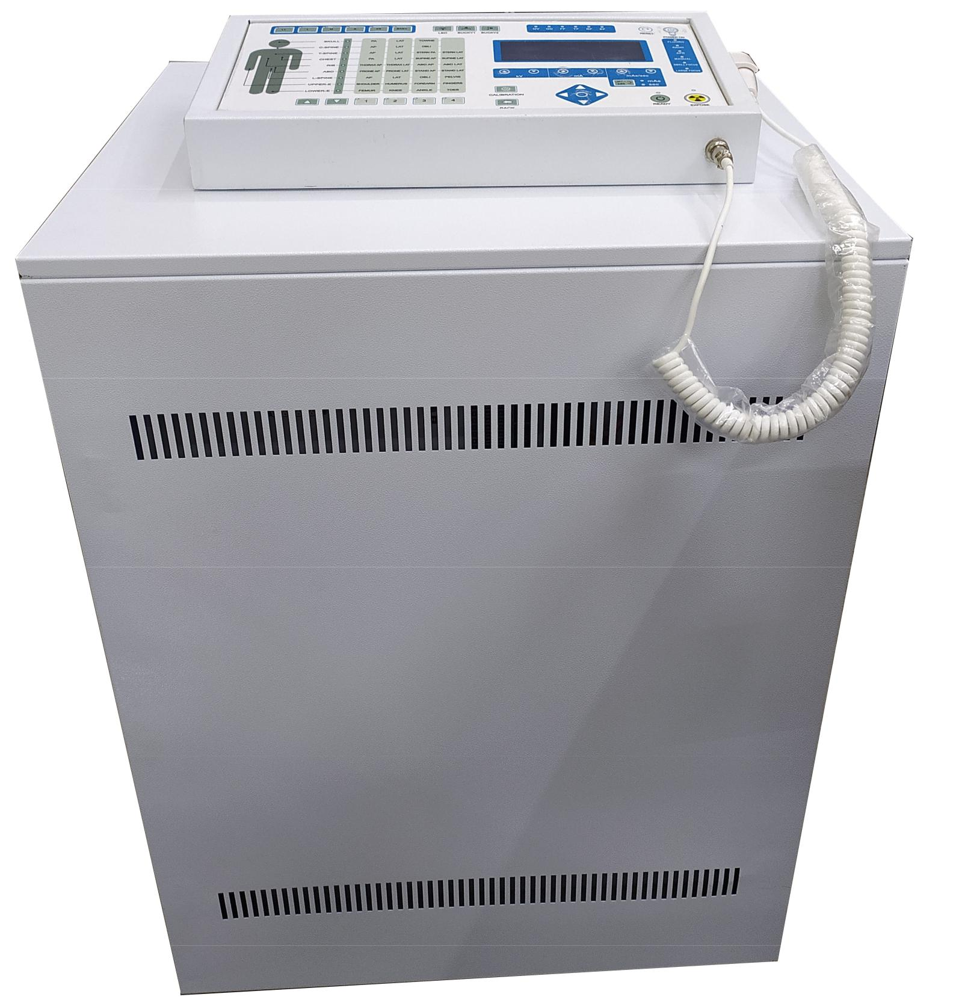 LBD BUCKY1 BUCKY2
OV OC FF TF RF EF
RESET
POWER ON
SKULL PA LAT TOWNE
C-SPINE AP LAT OBLI
T-SPINE AP LAT STERN PA STERN LAT
CHEST PA LAT SUPINE AP SUPINE LAT
RIB THORAX AP THORAX LAT ABD AP ABD LAT
ABD PRONE AP PRONE LAT STAND AP STAND LAT
L-SPINE AP LAT OBLI PELVIS
UPPER-E SHOULDER HUMERUS FOREARM FINGERS
LOWER-E FEMUR KNEE ANKLE TOES
1 2 3 4
FLUORO
RADIO
APR
MANUAL
SMALL FOCUS
LARGE FOCUS
kV mA mAs/sec
mAs
sec
CALIBRATION
BACK
READY
EXPOSE